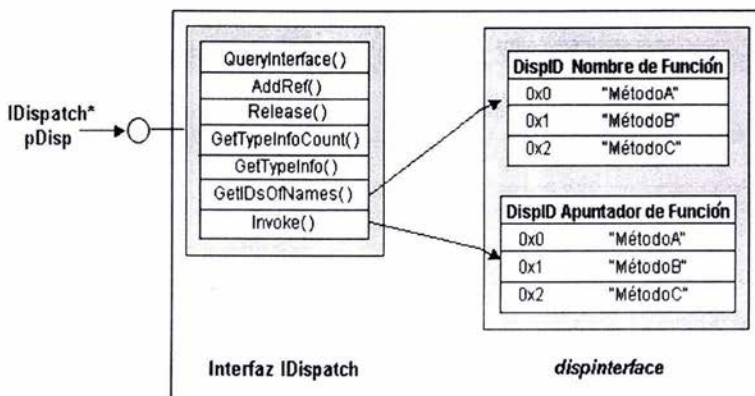 IDispatch*
pDisp
QueryInterface()
AddRef()
Release()
GetTypeInfoCount()
GetTypeInfo()
GetIDsOfNames()
Invoke()
Interfaz IDispatch
DispID Nombre de Función
0x0 "MétodoA"
0x1 "MétodoB"
0x2 "MétodoC"
DispID Apuntador de Función
0x0 "MétodoA"
0x1 "MétodoB"
0x2 "MétodoC"
dispinterface